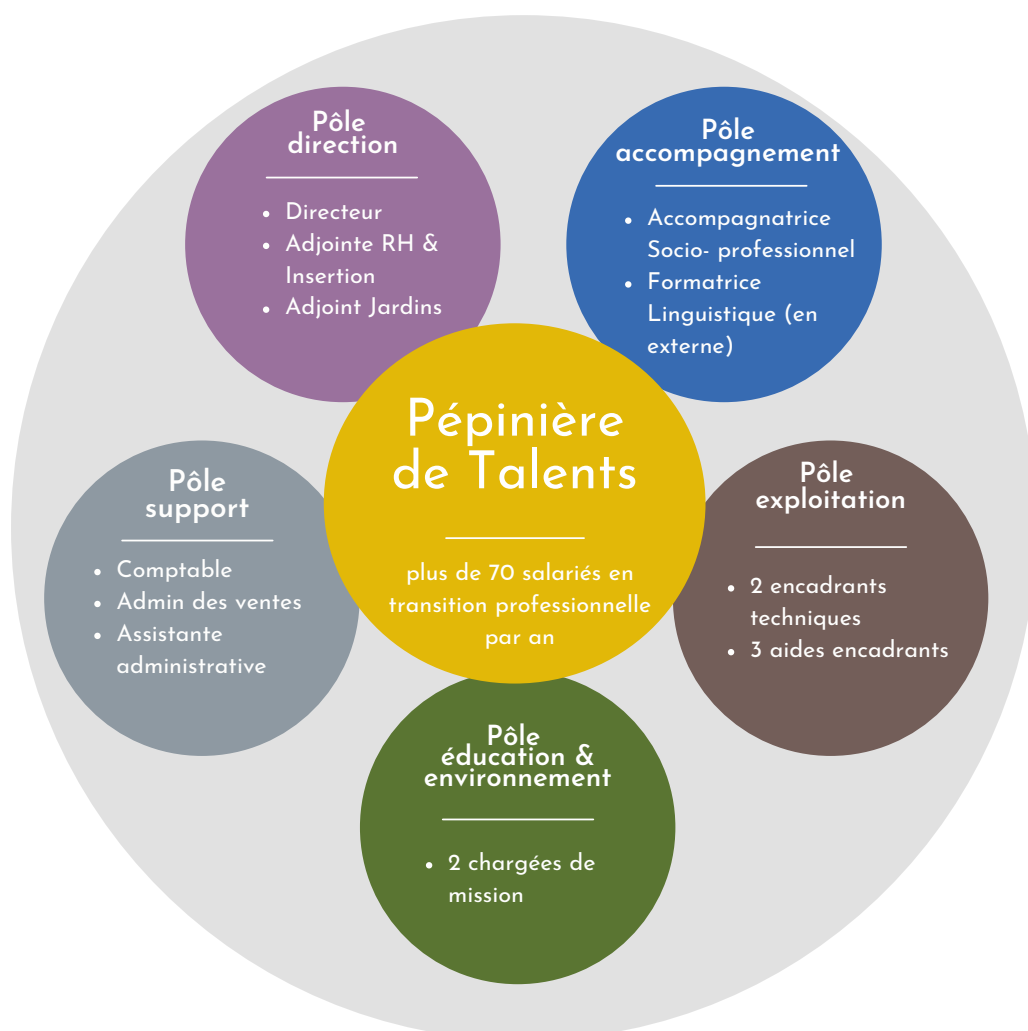 Pôle
direction
• Directeur
• Adjointe RH &
Insertion
• Adjoint Jardins
Pôle
accompagnement
• Accompagnatrice
Socio- professionnel
• Formatrice
Linguistique (en
externe)
Pépinière
de Talents
plus de 70 salariés en
transition professionnelle
par an
Pôle
support
• Comptable
• Admin des ventes
• Assistante
administrative
Pôle
exploitation
• 2 encadrants
techniques
• 3 aides encadrants
Pôle
éducation &
environnement
• 2 chargées de
mission